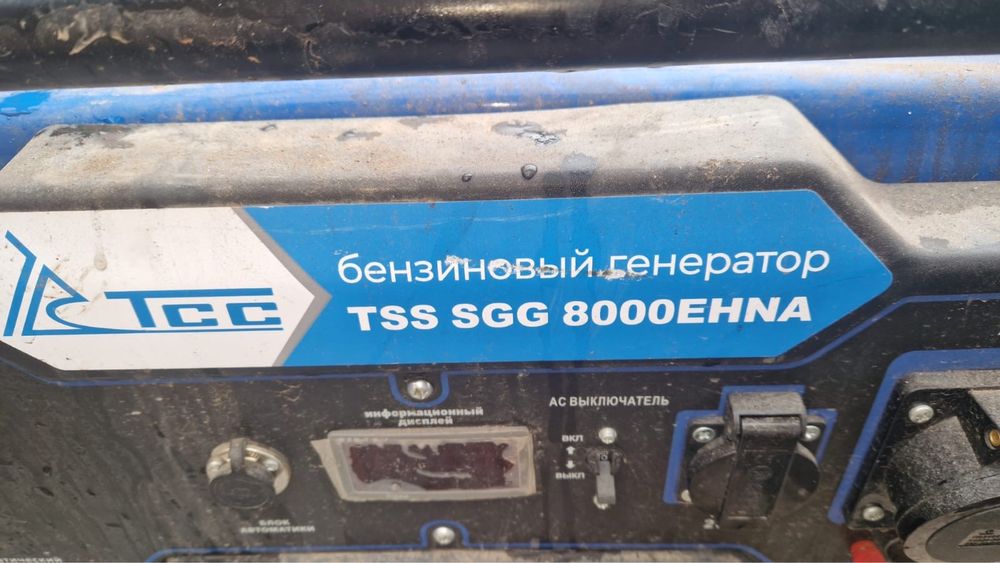 бензиновый генератор
ТСС
TSS SGG 8000EHNA
АС ВЫКЛЮЧАТЕЛЬ
информационный
дисплей
ВКЛ
ВЫКЛ
БЛОК
АВТОМАТИКИ